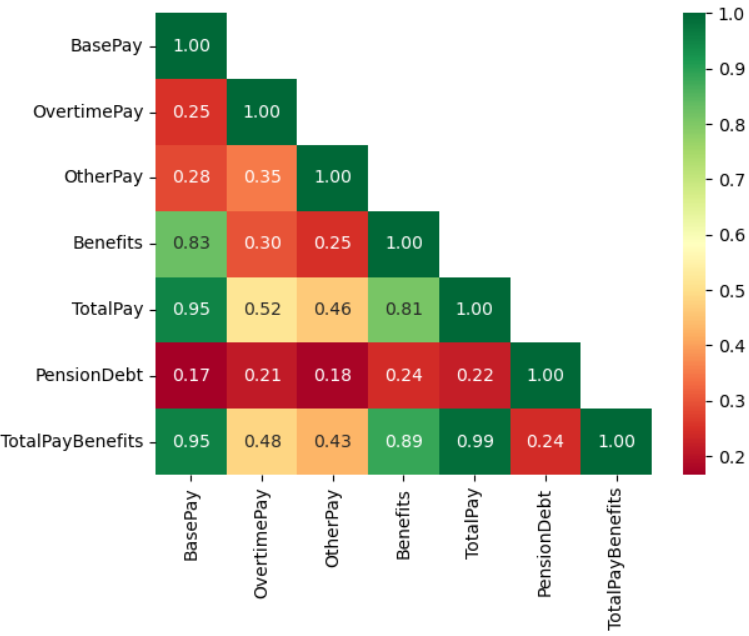 BasePay 1.00 1.0
0.9
OvertimePay 0.25 1.00
0.8
OtherPay 0.28 0.35 1.00
0.7
Benefits 0.83 0.30 0.25 1.00
0.6
0.5
TotalPay 0.95 0.52 0.46 0.81 1.00
0.4
PensionDebt 0.17 0.21 0.18 0.24 0.22 1.00
0.3
TotalPayBenefits 0.95 0.48 0.43 0.89 0.99 0.24 1.00
0.2
BasePay
OvertimePay
OtherPay
Benefits
TotalPay
PensionDebt
TotalPayBenefits